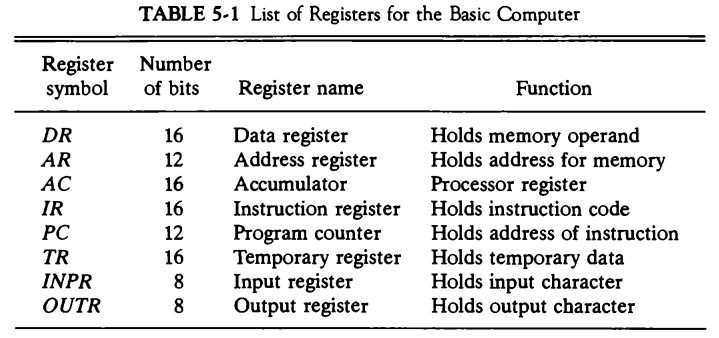 TABLE 5-1 List of Registers for the Basic Computer
Register symbol Number of bits Register name Function
DR 16 Data register Holds memory operand
AR 12 Address register Holds address for memory
AC 16 Accumulator Processor register
IR 16 Instruction register Holds instruction code
PC 12 Program counter Holds address of instruction
TR 16 Temporary register Holds temporary data
INPR 8 Input register Holds input character
OUTR 8 Output register Holds output character